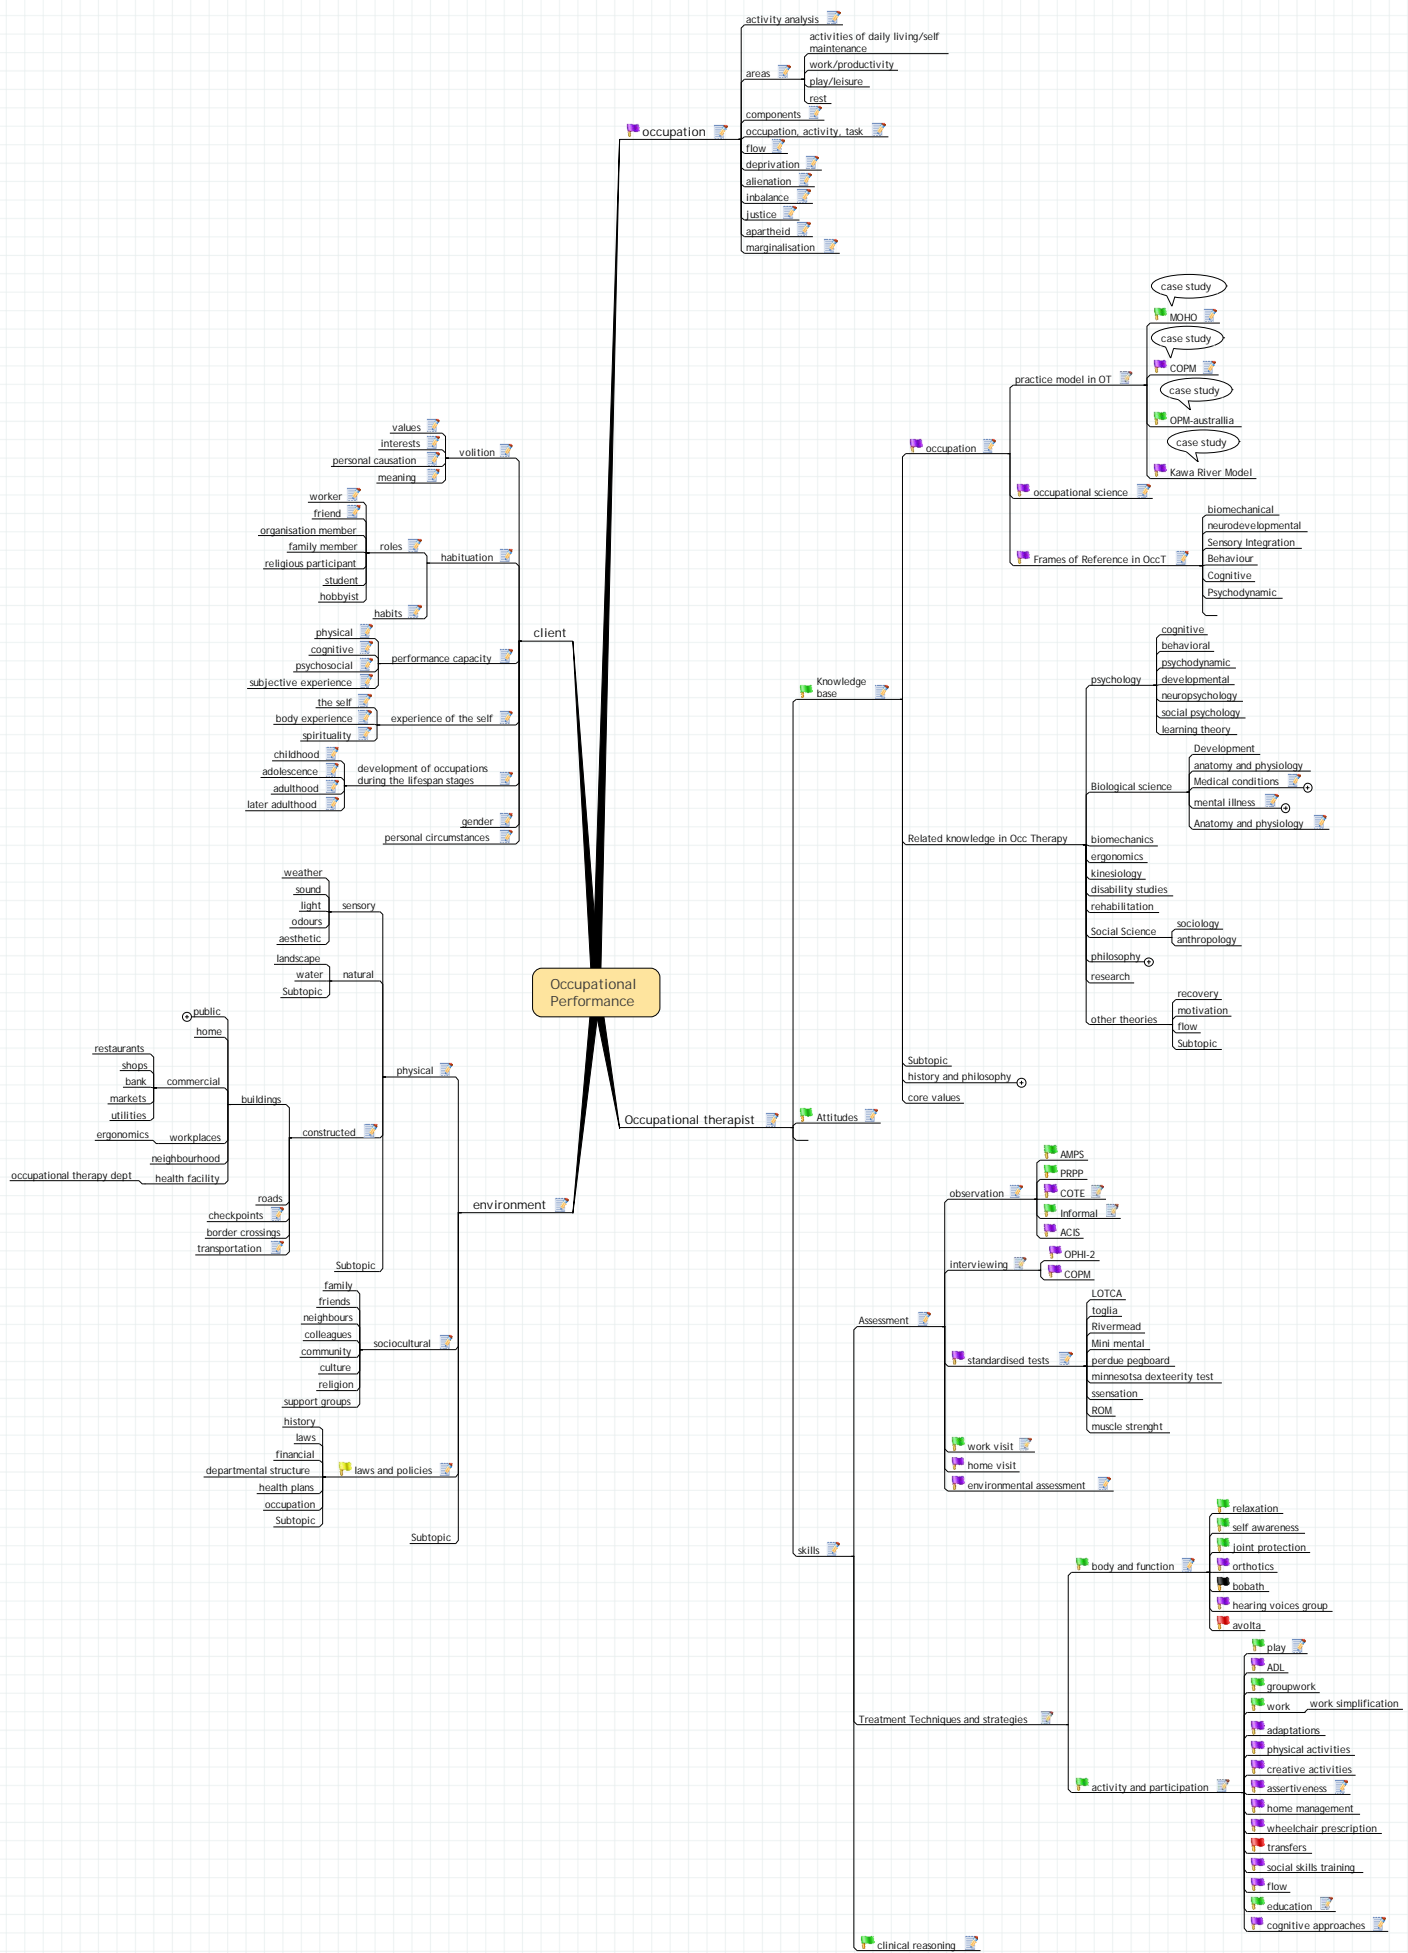 activity analysis
activities of daily living/self
maintenance
work/productivity
areas
play/leisure
rest
components
occupation
occupation, activity, task
flow
deprivation
alienation
inbalance
justice
apartheid
marginalisation
case study
MOHO
case study
COPM
practice model in OT
case study
OPM-australlia
case study
Kawa River Model
occupation
occupational science
biomechanical
neurodevelopmental
Sensory Integration
Frames of Reference in OccT
Behaviour
Cognitive
Psychodynamic
values
interests
volition
personal causation
meaning
worker
friend
organisation member
roles
family member
habituation
religious participant
student
hobbyist
habits
client
physical
cognitive
performance capacity
psychosocial
subjective experience
the self
body experience
experience of the self
spirituality
childhood
adolescence
development of occupations
during the lifespan stages
adulthood
later adulthood
gender
personal circumstances
Knowledge
base
cognitive
behavioral
psychodynamic
psychology
developmental
neuropsychology
social psychology
learning theory
Development
anatomy and physiology
Medical conditions
Biological science
mental illness
Anatomy and physiology
Related knowledge in Occ Therapy
biomechanics
ergonomics
kinesiology
disability studies
rehabilitation
sociology
Social Science
anthropology
philosophy
research
recovery
motivation
other theories
flow
Subtopic
Subtopic
history and philosophy
core values
weather
sound
light
sensory
odours
aesthetic
landscape
water
natural
Subtopic
Occupational
Performance
public
home
restaurants
shops
bank
commercial
markets
utilities
buildings
physical
ergonomics
workplaces
constructed
neighbourhood
occupational therapy dept
health facility
roads
checkpoints
border crossings
transportation
Subtopic
Occupational therapist
Attitudes
environment
family
friends
neighbours
colleagues
sociocultural
community
culture
religion
support groups
history
laws
financial
departmental structure
laws and policies
health plans
occupation
Subtopic
Subtopic
AMPS
PRPP
observation
COTE
Informal
ACIS
OPHI-2
interviewing
COPM
Assessment
LOTCA
toglia
Rivermead
Mini mental
standardised tests
perdue pegboard
minnesotsa dexteerity test
ssensation
ROM
muscle strenght
work visit
home visit
environmental assessment
skills
relaxation
self awareness
joint protection
body and function
orthotics
bobath
hearing voices group
avolta
Treatment Techniques and strategies
play
ADL
groupwork
work
work simplification
adaptations
physical activities
creative activities
activity and participation
assertiveness
home management
wheelchair prescription
transfers
social skills training
flow
education
cognitive approaches
clinical reasoning